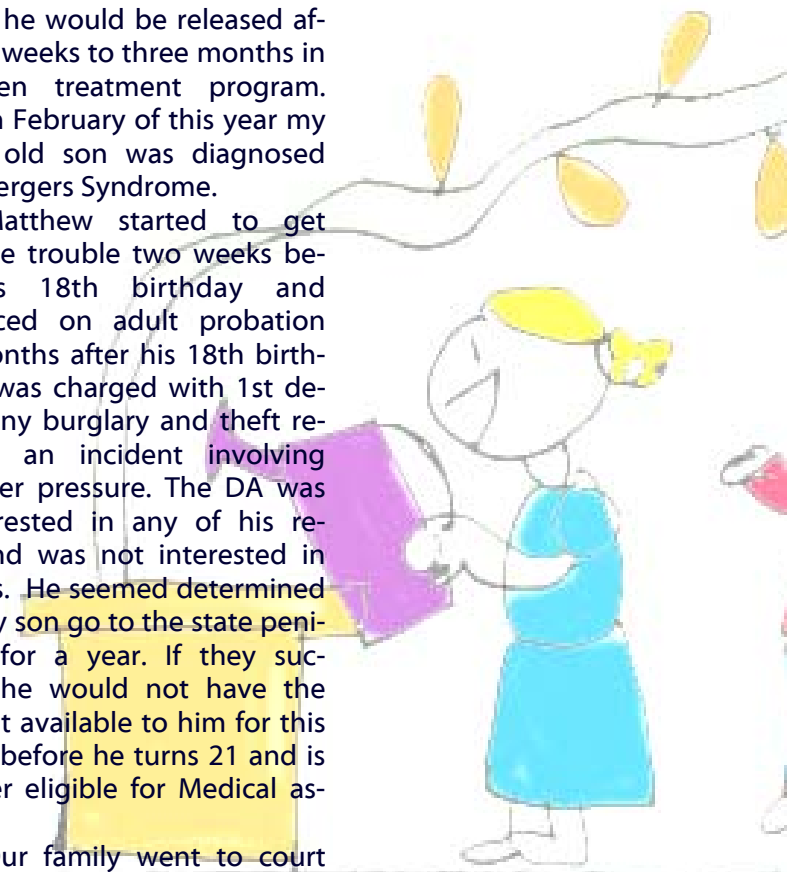 he would be released af-
weeks to three months in
en treatment program.
February of this year my
old son was diagnosed
ergers Syndrome.
atthew started to get
e trouble two weeks be-
s 18th birthday and
ced on adult probation
onths after his 18th birth-
was charged with 1st de-
ny burglary and theft re-
an incident involving
er pressure. The DA was
rested in any of his re-
nd was not interested in
s. He seemed determined
y son go to the state peni-
for a year. If they suc-
he would not have the
t available to him for this
before he turns 21 and is
er eligible for Medical as-
ur family went to court